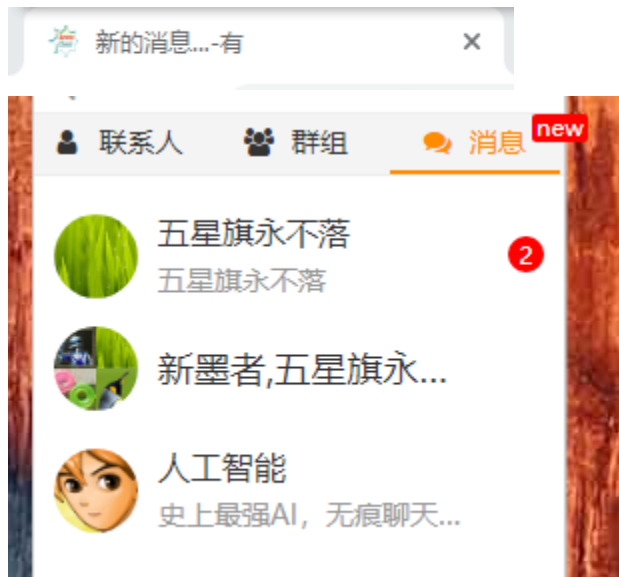 新的消息...-有
联系人 群组 消息 new
五星旗永不落
2
五星旗永不落
新墨者,五星旗永...
人工智能
史上最强AI，无痕聊天...